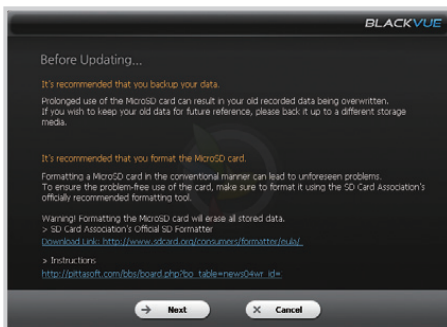 BLACKVUE
Before Updating...
It's recommended that you backup your data.
Prolonged use of the MicroSD card can result in your old recorded data being overwritten.
If you wish to keep your old data for future reference, please back it up to a different storage
media.
It's recommended that you format the MicroSD card.
Formatting a MicroSD card in the conventional manner can lead to unforeseen problems.
To ensure the problem-free use of the card, make sure to format it using the SD Card Association's
officially recommended formatting tool.
Warning! Formatting the MicroSD card will erase all stored data.
> SD Card Association's Official SD Formatter
Download Link: http://www.sdcard.org/consumers/formatter/eula/
> Instructions
http://pittasoft.com/bbs/board.php?bo_table=news04wr_id=
Next
Cancel